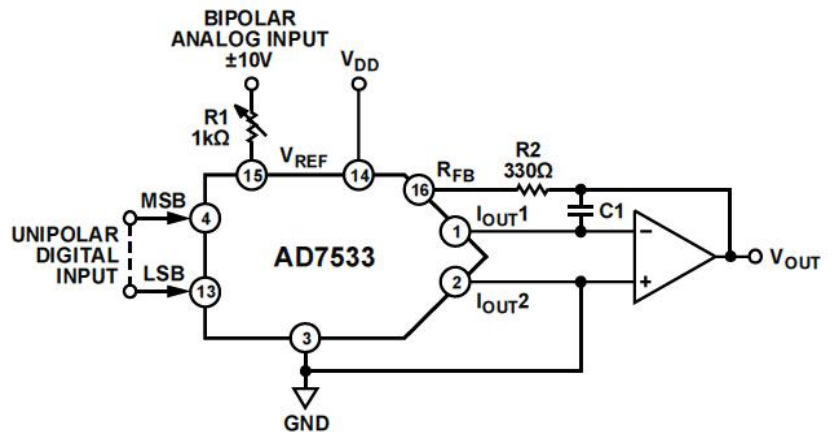 BIPOLAR
ANALOG INPUT
±10V
V_DD
R1
1kΩ
R2
330Ω
15
V_REF
14
16
R_FB
MSB
4
I_OUT1
1
C1
UNIPOLAR
DIGITAL
INPUT
AD7533
−
+
V_OUT
LSB
13
2
I_OUT2
3
GND